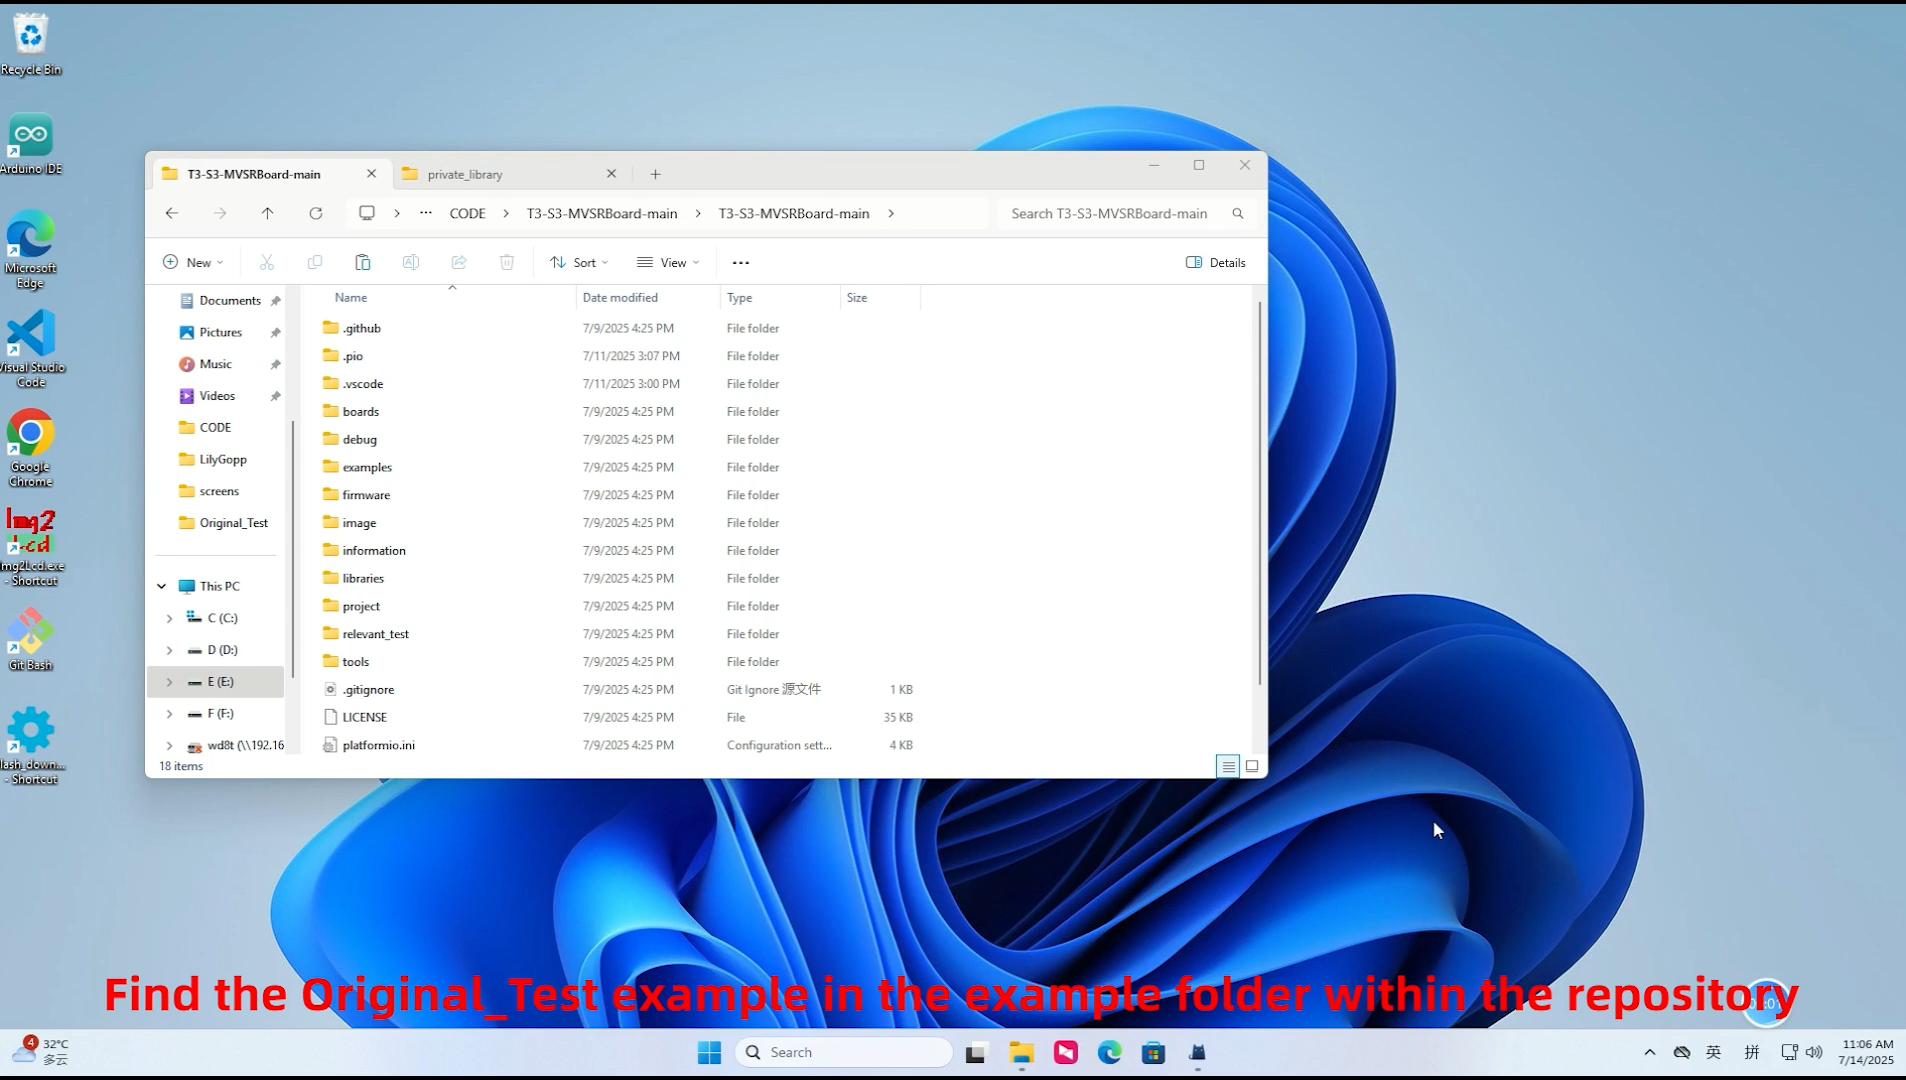 Recycle Bin
Arduino IDE
Microsoft
Edge
Visual Studio
Code
Google
Chrome
Img2
Lcd
mg2Lcd.exe
- Shortcut
Git Bash
lash_down...
- Shortcut
T3-S3-MVSRBoard-main
private_library
CODE
T3-S3-MVSRBoard-main
T3-S3-MVSRBoard-main
Search T3-S3-MVSRBoard-main
New
Sort
View
Details
Documents
Pictures
Music
Videos
CODE
LilyGopp
screens
Original_Test
This PC
C (C:)
D (D:)
E (E:)
F (F:)
wd8t (\\192.16
Name Date modified Type Size
.github 7/9/2025 4:25 PM File folder
.pio 7/11/2025 3:07 PM File folder
.vscode 7/11/2025 3:00 PM File folder
boards 7/9/2025 4:25 PM File folder
debug 7/9/2025 4:25 PM File folder
examples 7/9/2025 4:25 PM File folder
firmware 7/9/2025 4:25 PM File folder
image 7/9/2025 4:25 PM File folder
information 7/9/2025 4:25 PM File folder
libraries 7/9/2025 4:25 PM File folder
project 7/9/2025 4:25 PM File folder
relevant_test 7/9/2025 4:25 PM File folder
tools 7/9/2025 4:25 PM File folder
.gitignore 7/9/2025 4:25 PM Git Ignore 源文件 1 KB
LICENSE 7/9/2025 4:25 PM File 35 KB
platformio.ini 7/9/2025 4:25 PM Configuration sett... 4 KB
18 items
Find the Original_Test example in the example folder within the repository
4
32°C
多云
Search
英
拼
11:06 AM
7/14/2025